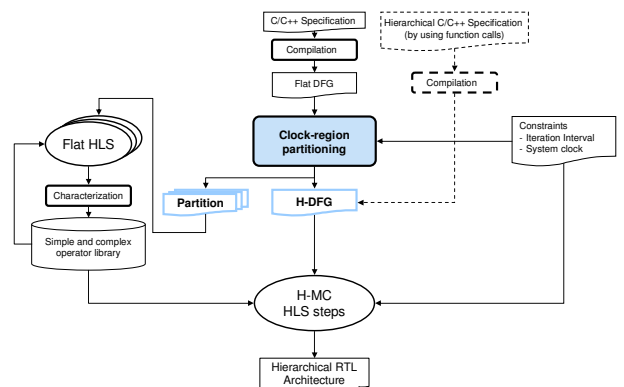 C/C++ Specification
Hierarchical C/C++ Specification
(by using function calls)
Compilation
Compilation
Flat DFG
Clock-region
partitioning
Constraints
- Iteration Interval
- System clock
Flat HLS
Characterization
Partition
H-DFG
Simple and complex
operator library
H-MC
HLS steps
Hierarchical RTL
Architecture